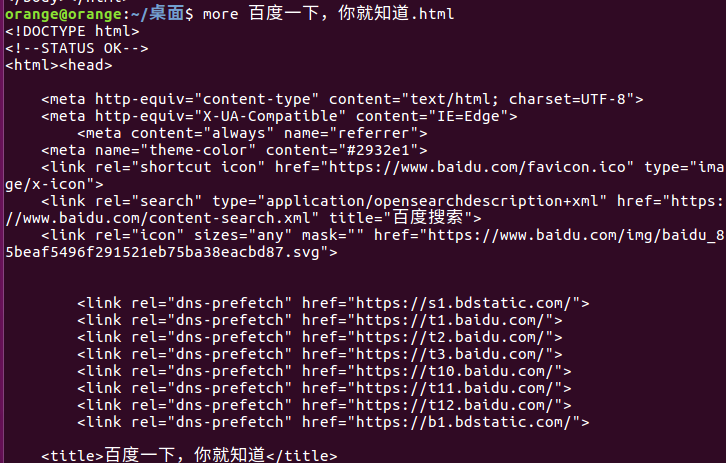 </body></html>
orange@orange:~/桌面$ more 百度一下，你就知道.html
<!DOCTYPE html>
<!--STATUS OK-->
<html><head>
    <meta http-equiv="content-type" content="text/html; charset=UTF-8">
    <meta http-equiv="X-UA-Compatible" content="IE=Edge">
        <meta content="always" name="referrer">
    <meta name="theme-color" content="#2932e1">
    <link rel="shortcut icon" href="https://www.baidu.com/favicon.ico" type="ima
ge/x-icon">
    <link rel="search" type="application/opensearchdescription+xml" href="https:
//www.baidu.com/content-search.xml" title="百度搜索">
    <link rel="icon" sizes="any" mask="" href="https://www.baidu.com/img/baidu_8
5beaf5496f291521eb75ba38eacbd87.svg">
        <link rel="dns-prefetch" href="https://s1.bdstatic.com/">
        <link rel="dns-prefetch" href="https://t1.baidu.com/">
        <link rel="dns-prefetch" href="https://t2.baidu.com/">
        <link rel="dns-prefetch" href="https://t3.baidu.com/">
        <link rel="dns-prefetch" href="https://t10.baidu.com/">
        <link rel="dns-prefetch" href="https://t11.baidu.com/">
        <link rel="dns-prefetch" href="https://t12.baidu.com/">
        <link rel="dns-prefetch" href="https://b1.bdstatic.com/">
    <title>百度一下，你就知道</title>